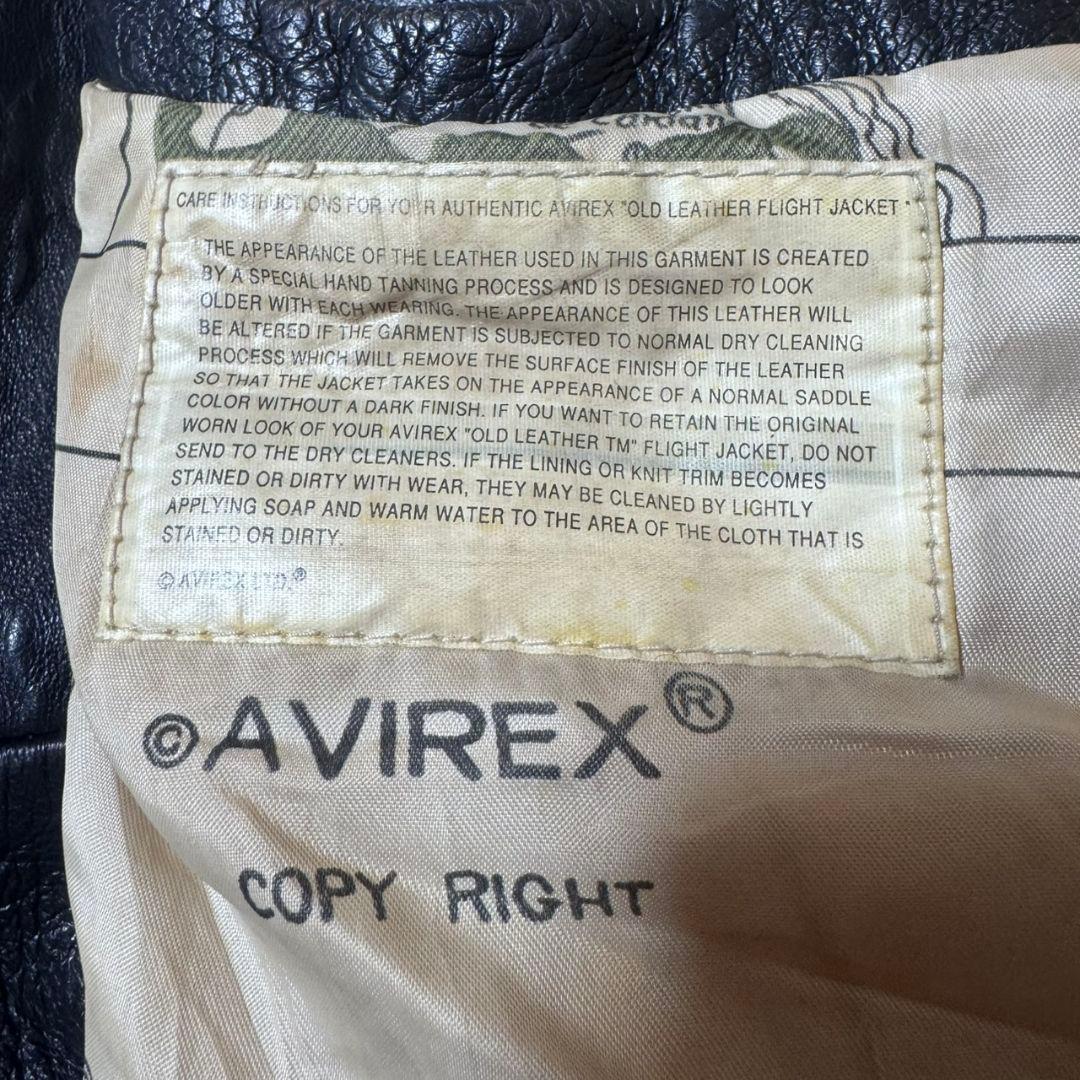 CARE INSTRUCTIONS FOR YOUR AUTHENTIC AVIREX "OLD LEATHER FLIGHT JACKET"
THE APPEARANCE OF THE LEATHER USED IN THIS GARMENT IS CREATED
BY A SPECIAL HAND TANNING PROCESS AND IS DESIGNED TO LOOK
OLDER WITH EACH WEARING. THE APPEARANCE OF THIS LEATHER WILL
BE ALTERED IF THE GARMENT IS SUBJECTED TO NORMAL DRY CLEANING
PROCESS WHICH WILL REMOVE THE SURFACE FINISH OF THE LEATHER
SO THAT THE JACKET TAKES ON THE APPEARANCE OF A NORMAL SADDLE
COLOR WITHOUT A DARK FINISH. IF YOU WANT TO RETAIN THE ORIGINAL
WORN LOOK OF YOUR AVIREX "OLD LEATHER TM" FLIGHT JACKET, DO NOT
SEND TO THE DRY CLEANERS. IF THE LINING OR KNIT TRIM BECOMES
STAINED OR DIRTY WITH WEAR, THEY MAY BE CLEANED BY LIGHTLY
APPLYING SOAP AND WARM WATER TO THE AREA OF THE CLOTH THAT IS
STAINED OR DIRTY.
© AVIREX LTD.®
© AVIREX®
COPY RIGHT